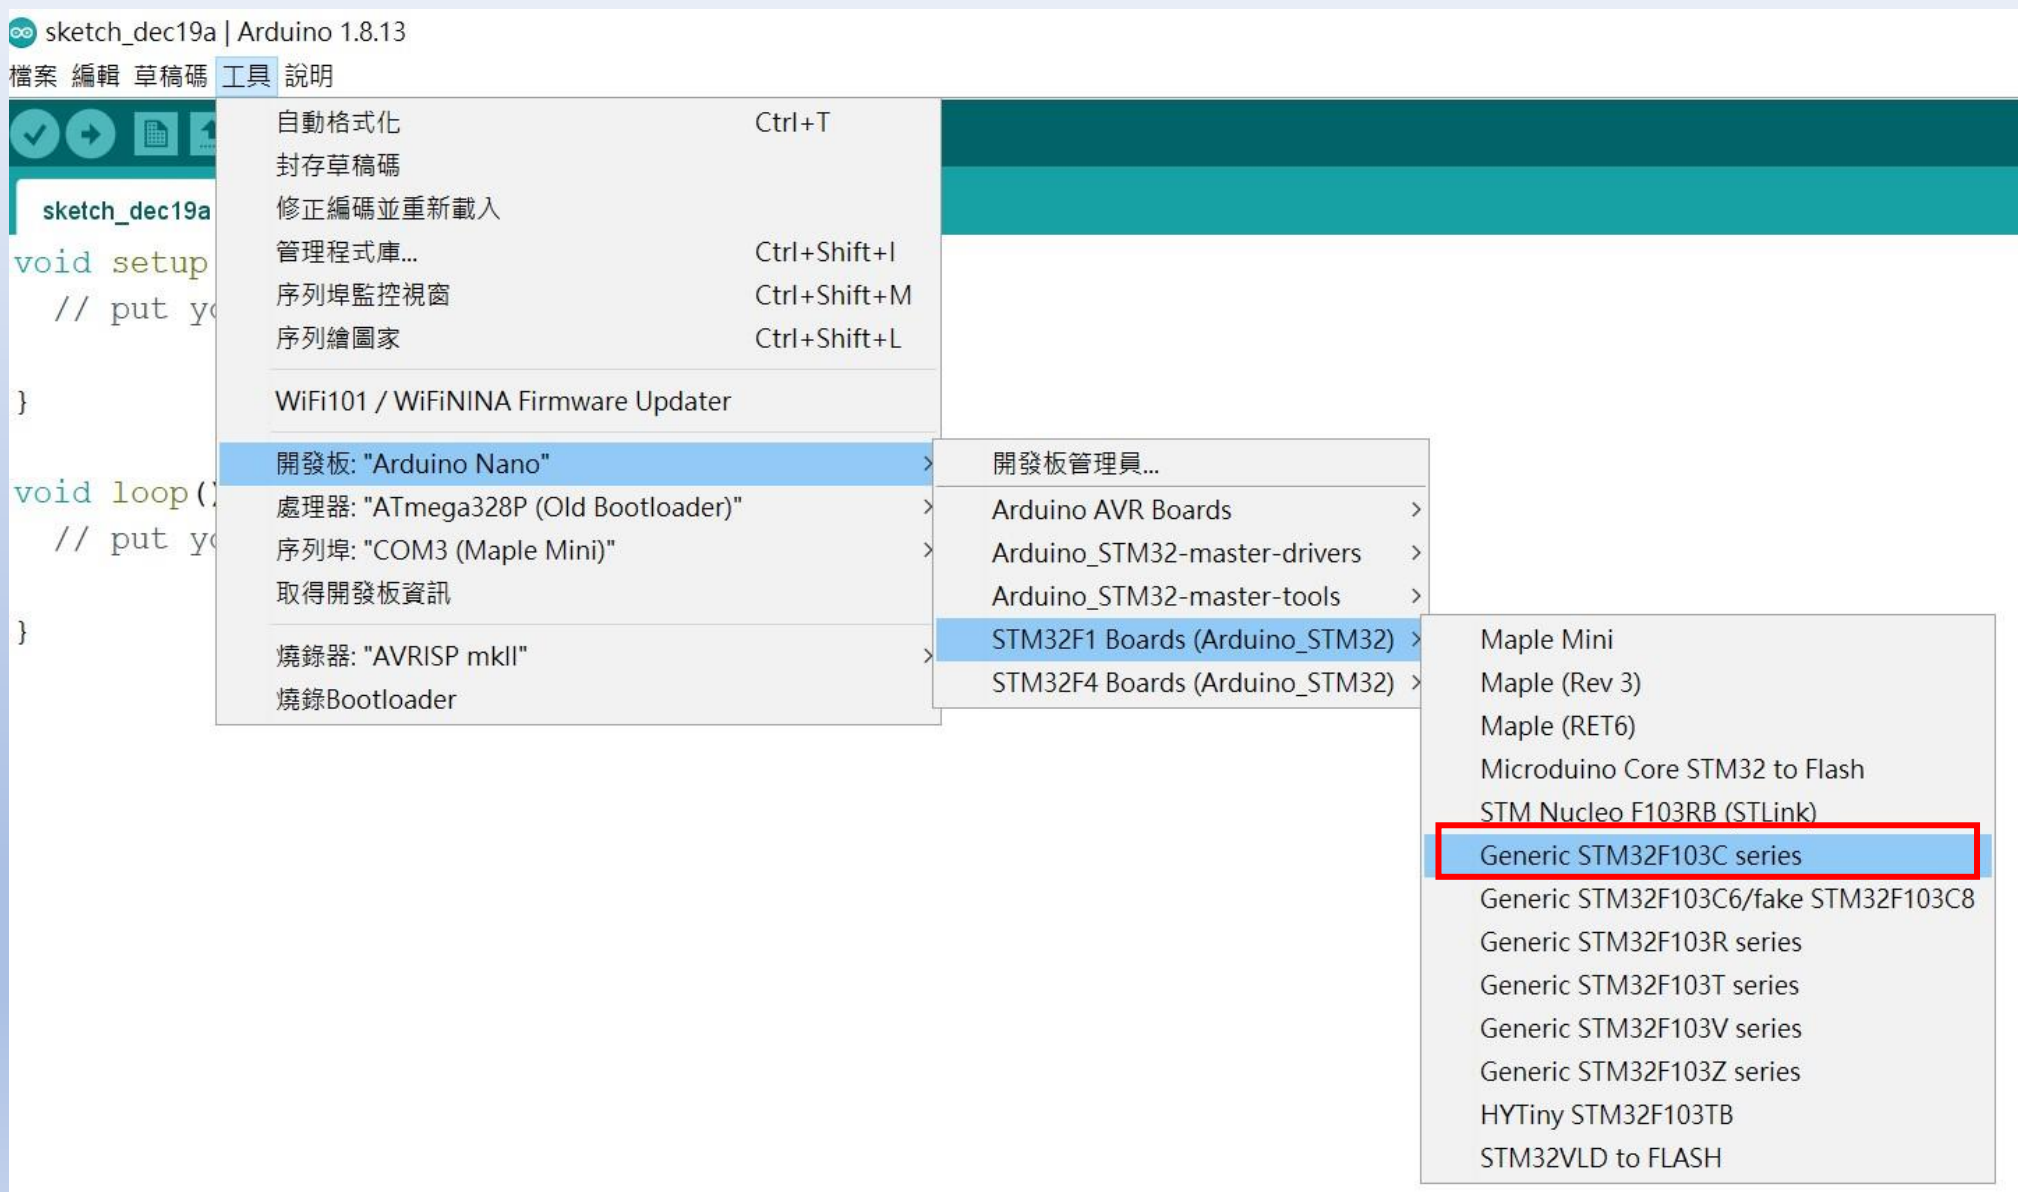 sketch_dec19a | Arduino 1.8.13
檔案 編輯 草稿碼 工具 說明
sketch_dec19a
void setup
// put yo
}
void loop()
// put yo
}
自動格式化 Ctrl+T
封存草稿碼
修正編碼並重新載入
管理程式庫... Ctrl+Shift+I
序列埠監控視窗 Ctrl+Shift+M
序列繪圖家 Ctrl+Shift+L
WiFi101 / WiFiNINA Firmware Updater
開發板: "Arduino Nano"
處理器: "ATmega328P (Old Bootloader)"
序列埠: "COM3 (Maple Mini)"
取得開發板資訊
燒錄器: "AVRISP mkII"
燒錄Bootloader
開發板管理員...
Arduino AVR Boards
Arduino_STM32-master-drivers
Arduino_STM32-master-tools
STM32F1 Boards (Arduino_STM32)
STM32F4 Boards (Arduino_STM32)
Maple Mini
Maple (Rev 3)
Maple (RET6)
Microduino Core STM32 to Flash
STM Nucleo F103RB (STLink)
Generic STM32F103C series
Generic STM32F103C6/fake STM32F103C8
Generic STM32F103R series
Generic STM32F103T series
Generic STM32F103V series
Generic STM32F103Z series
HYTiny STM32F103TB
STM32VLD to FLASH